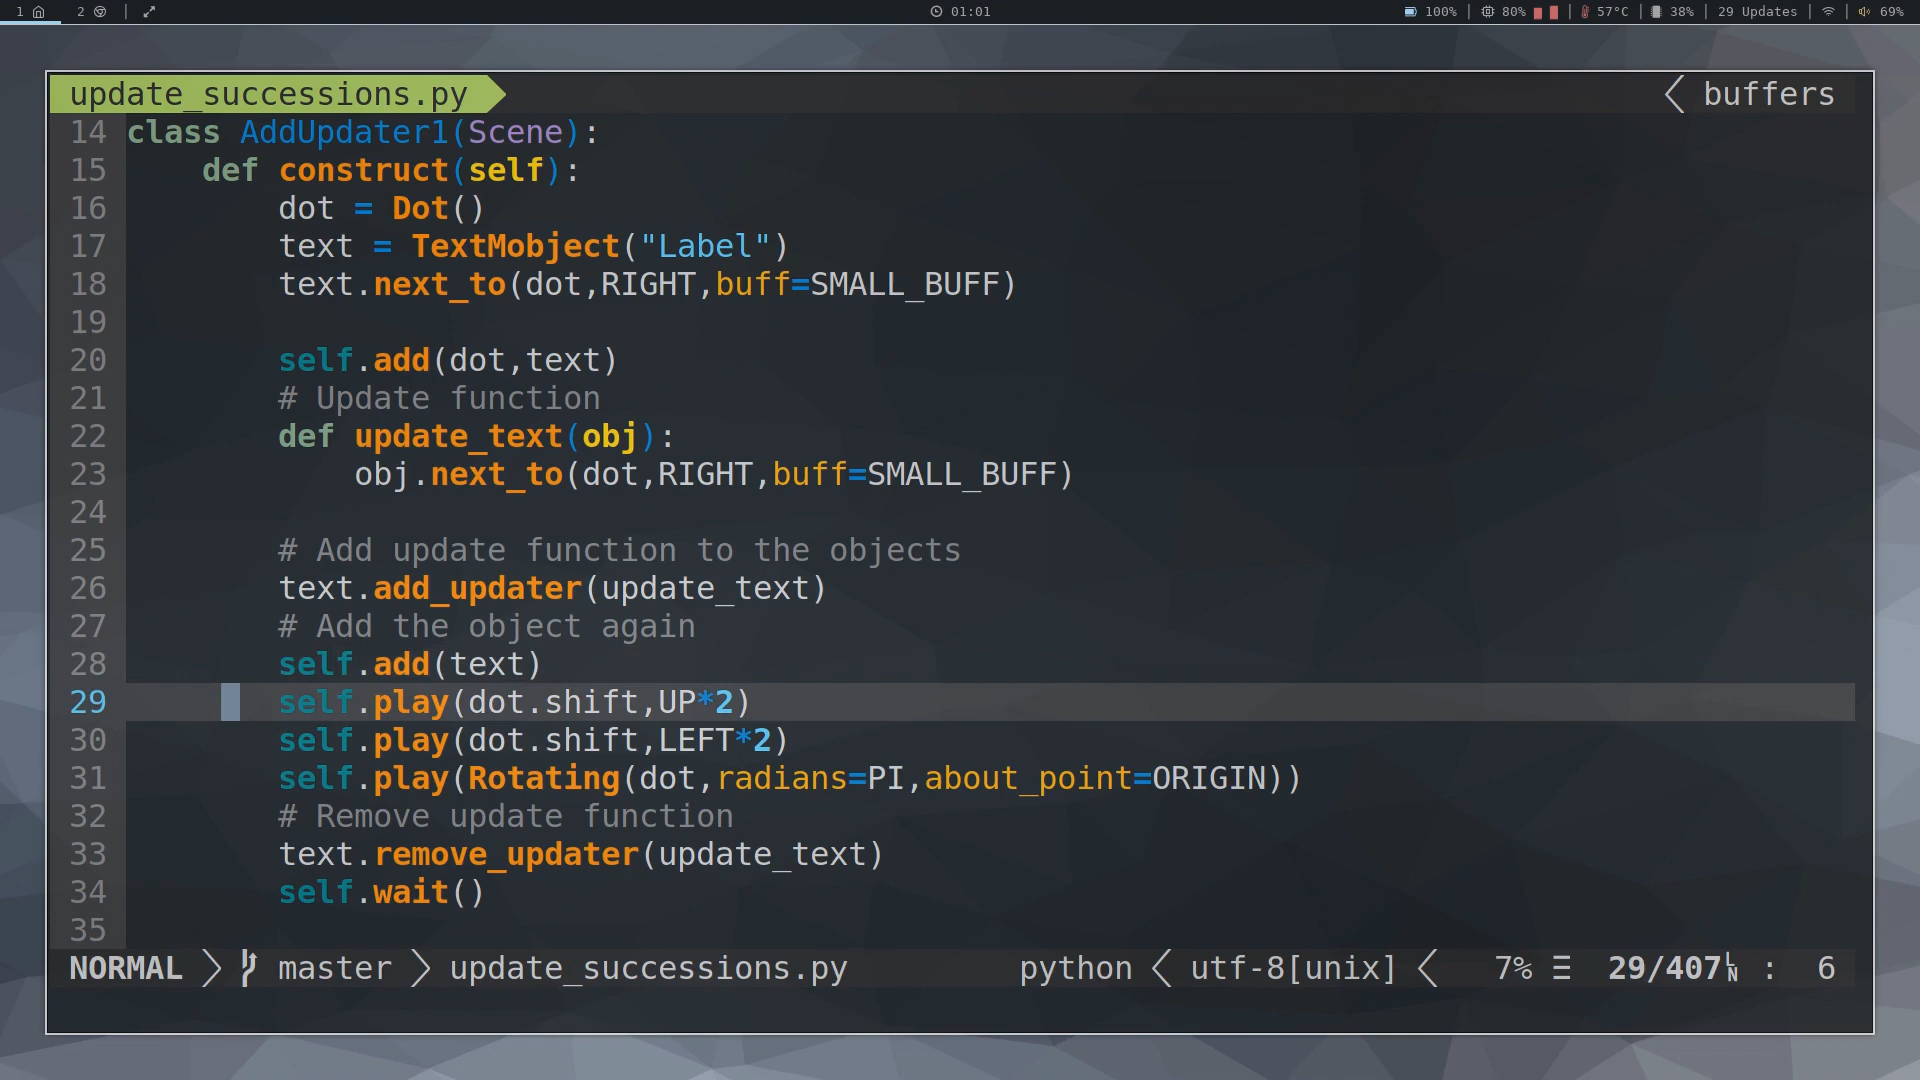 1 2 01:01 100% 80% 57°C 38% 29 Updates 69%
update_successions.py buffers
14 class AddUpdater1(Scene):
15     def construct(self):
16         dot = Dot()
17         text = TextMobject("Label")
18         text.next_to(dot,RIGHT,buff=SMALL_BUFF)
19
20         self.add(dot,text)
21         # Update function
22         def update_text(obj):
23             obj.next_to(dot,RIGHT,buff=SMALL_BUFF)
24
25         # Add update function to the objects
26         text.add_updater(update_text)
27         # Add the object again
28         self.add(text)
29         self.play(dot.shift,UP*2)
30         self.play(dot.shift,LEFT*2)
31         self.play(Rotating(dot,radians=PI,about_point=ORIGIN))
32         # Remove update function
33         text.remove_updater(update_text)
34         self.wait()
35
NORMAL master update_successions.py python utf-8[unix] 7% ☰ 29/407 LN : 6